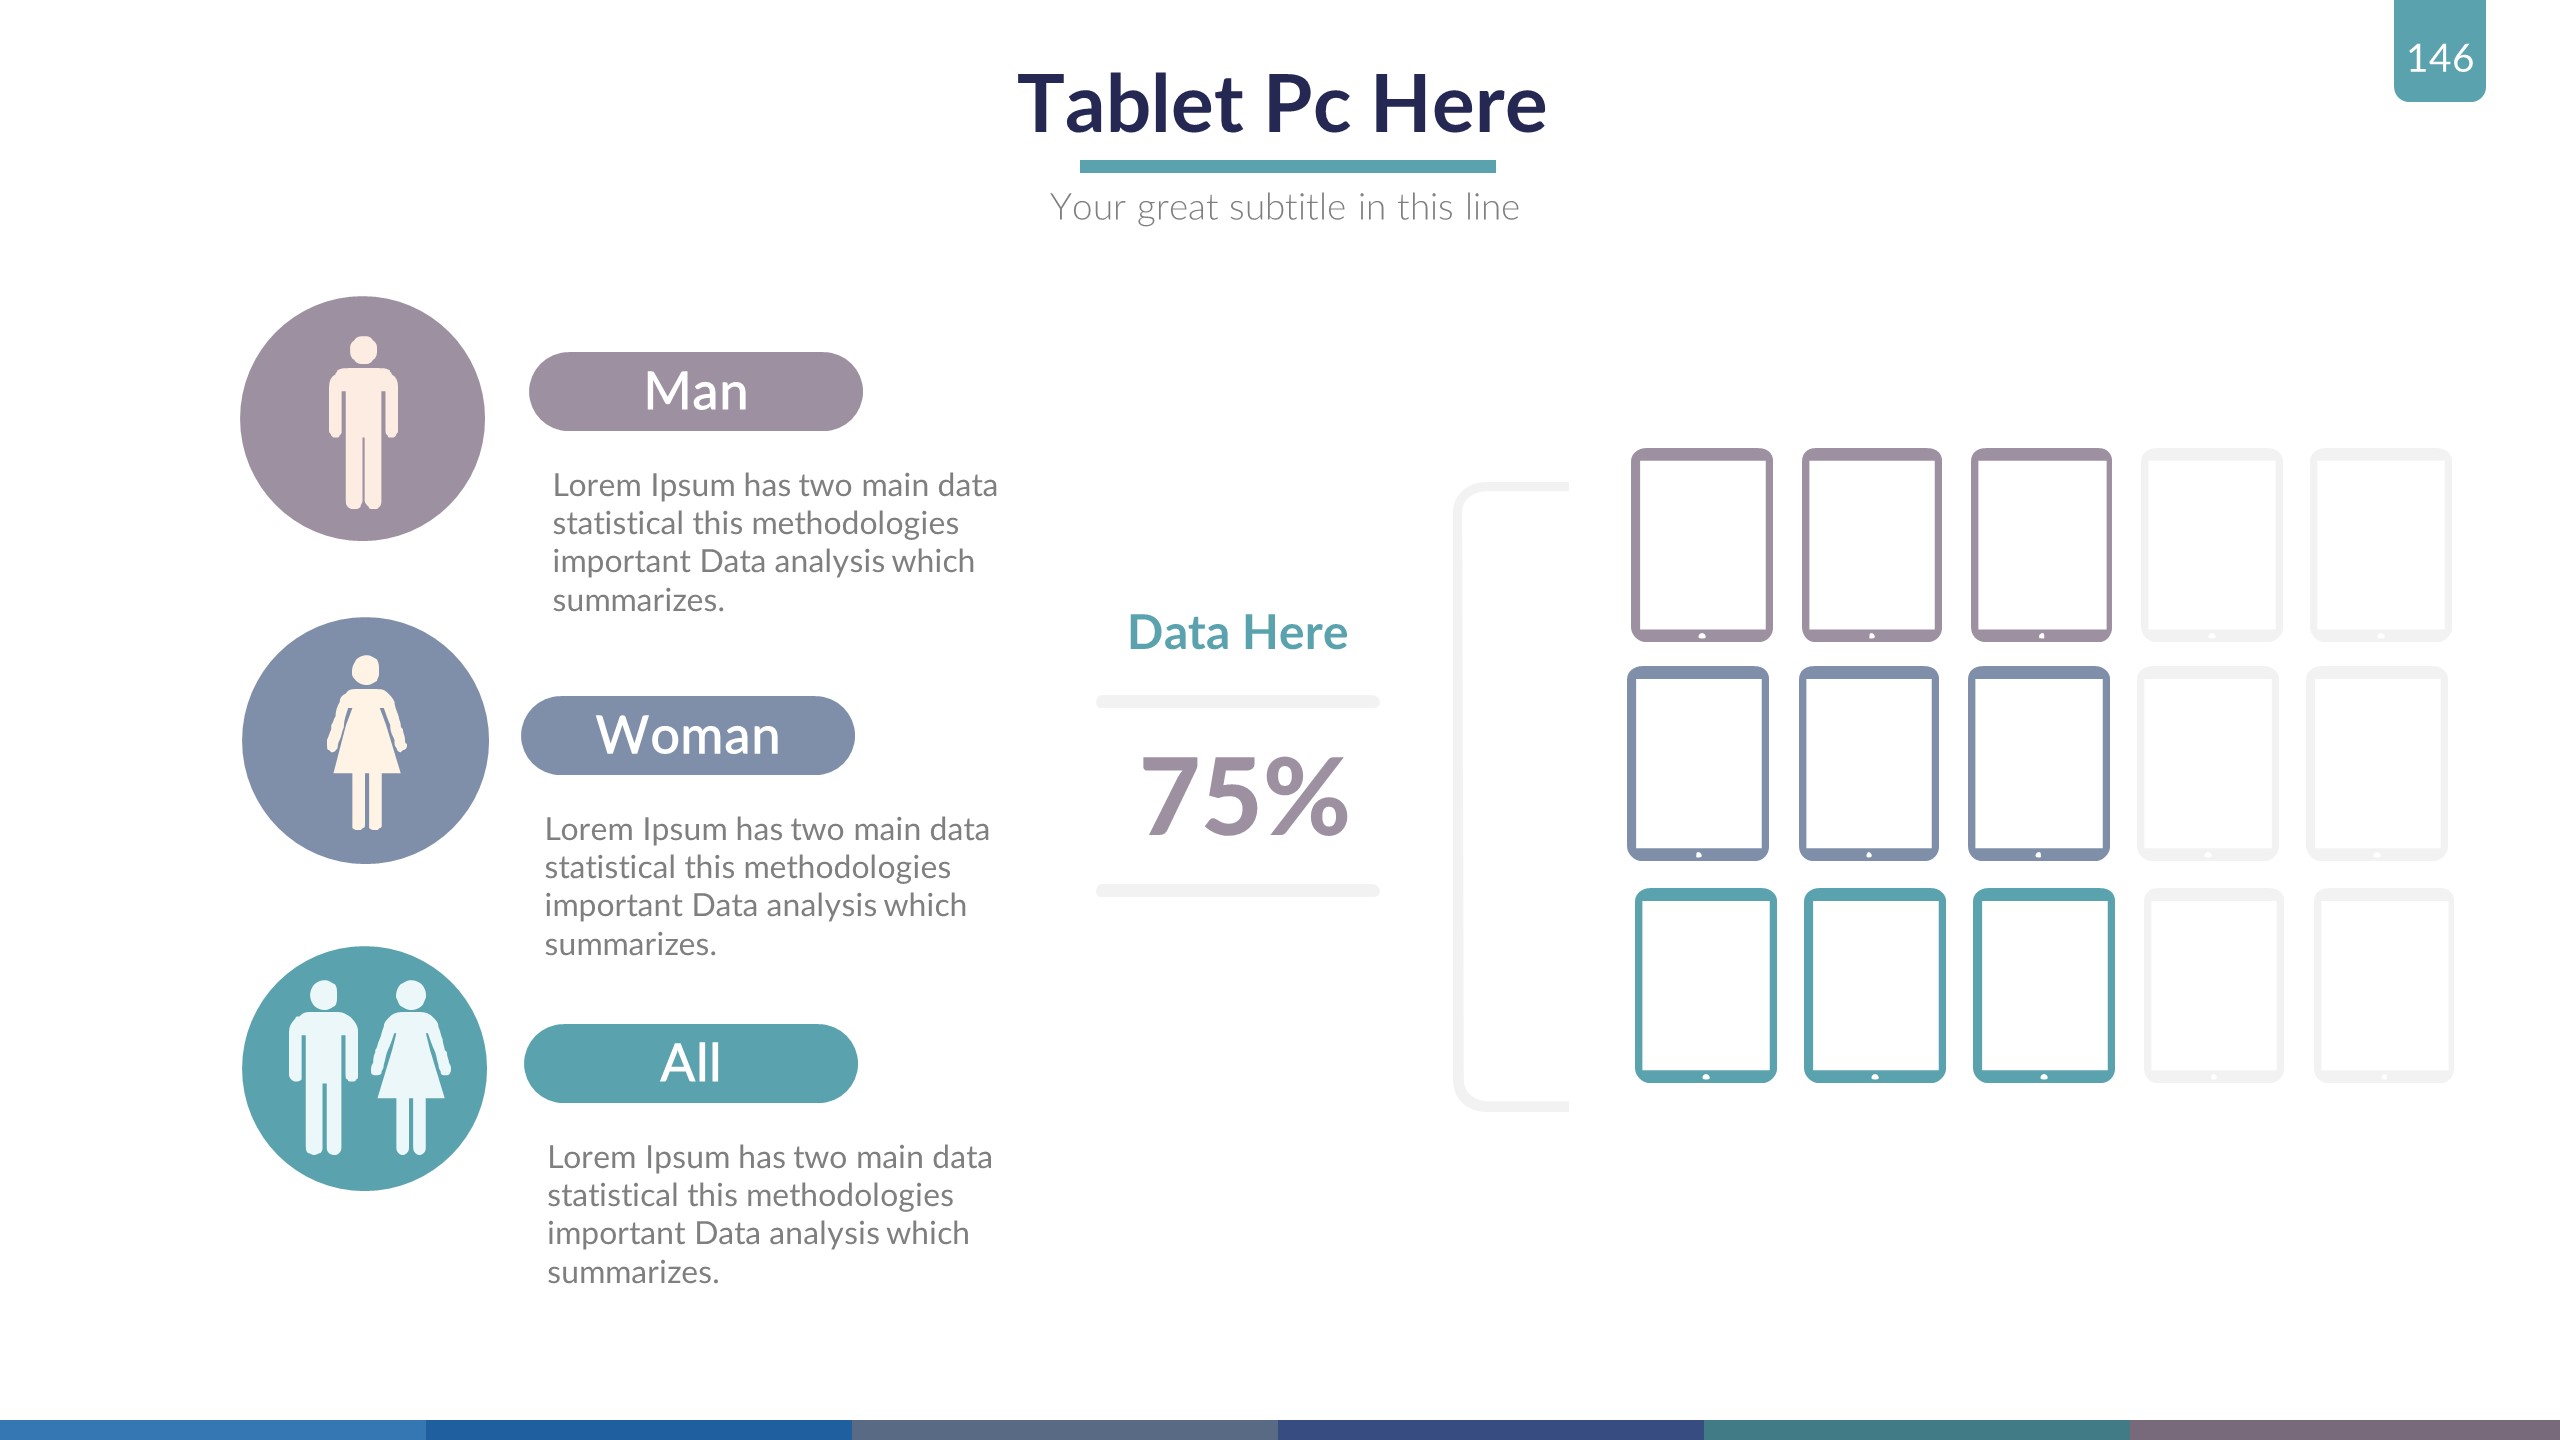 146
Tablet Pc Here
Your great subtitle in this line
Man
Lorem Ipsum has two main data
statistical this methodologies
important Data analysis which
summarizes.
Woman
Lorem Ipsum has two main data
statistical this methodologies
important Data analysis which
summarizes.
All
Lorem Ipsum has two main data
statistical this methodologies
important Data analysis which
summarizes.
Data Here
75%